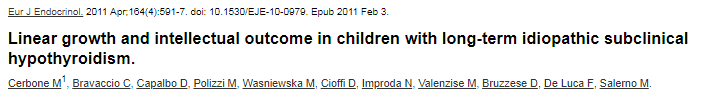 Eur J Endocrinol. 2011 Apr;164(4):591-7. doi: 10.1530/EJE-10-0979. Epub 2011 Feb 3.
Linear growth and intellectual outcome in children with long-term idiopathic subclinical
hypothyroidism.
Cerbone M1, Bravaccio C, Capalbo D, Polizzi M, Wasniewska M, Cioffi D, Improda N, Valenzise M, Bruzzese D, De Luca F, Salerno M.